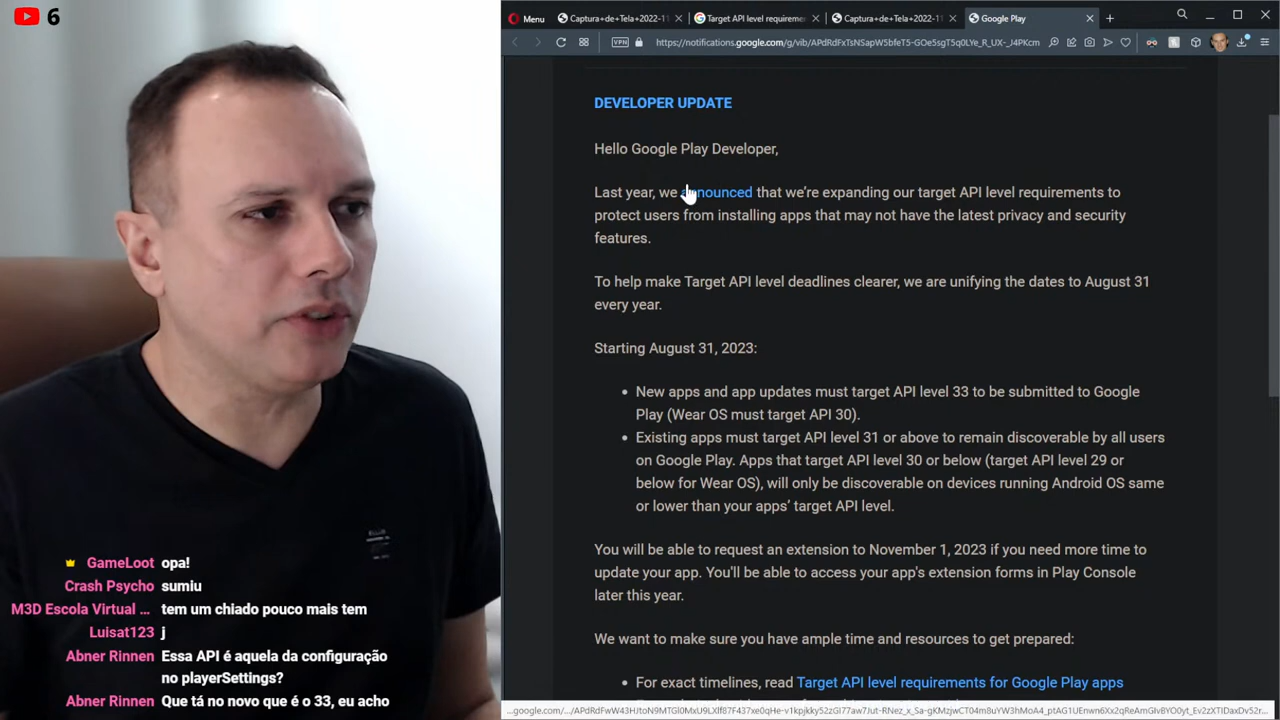 6
Menu
Captura+de+Tela+2022-11
Target API level requireme
Captura+de+Tela+2022-11
Google Play
VPN
https://notifications.google.com/g/vib/
DEVELOPER UPDATE
Hello Google Play Developer,
Last year, we announced that we're expanding our target API level requirements to
protect users from installing apps that may not have the latest privacy and security
features.
To help make Target API level deadlines clearer, we are unifying the dates to August 31
every year.
Starting August 31, 2023:
• New apps and app updates must target API level 33 to be submitted to Google
Play (Wear OS must target API 30).
• Existing apps must target API level 31 or above to remain discoverable by all users
on Google Play. Apps that target API level 30 or below (target API level 29 or
below for Wear OS), will only be discoverable on devices running Android OS same
or lower than your apps' target API level.
You will be able to request an extension to November 1, 2023 if you need more time to
update your app. You'll be able to access your app's extension forms in Play Console
later this year.
We want to make sure you have ample time and resources to get prepared:
• For exact timelines, read Target API level requirements for Google Play apps
GameLoot opa!
Crash Psycho sumiu
M3D Escola Virtual ... tem um chiado pouco mais tem
Luisat123 j
Abner Rinnen Essa API é aquela da configuração
no playerSettings?
Abner Rinnen Que tá no novo que é o 33, eu acho